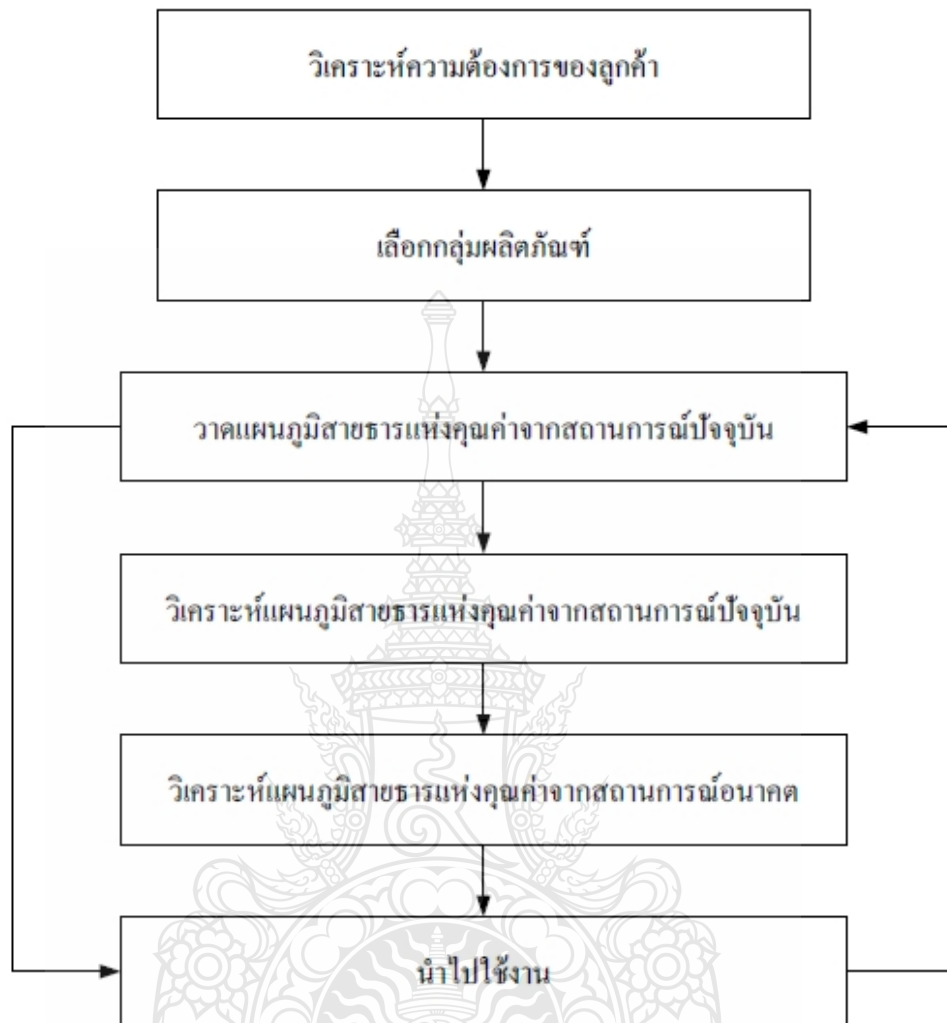 วิเคราะห์ความต้องการของลูกค้า
เลือกกลุ่มผลิตภัณฑ์
วาดแผนภูมิสายธารแห่งคุณค่าจากสถานการณ์ปัจจุบัน
วิเคราะห์แผนภูมิสายธารแห่งคุณค่าจากสถานการณ์ปัจจุบัน
วิเคราะห์แผนภูมิสายธารแห่งคุณค่าจากสถานการณ์อนาคต
นำไปใช้งาน